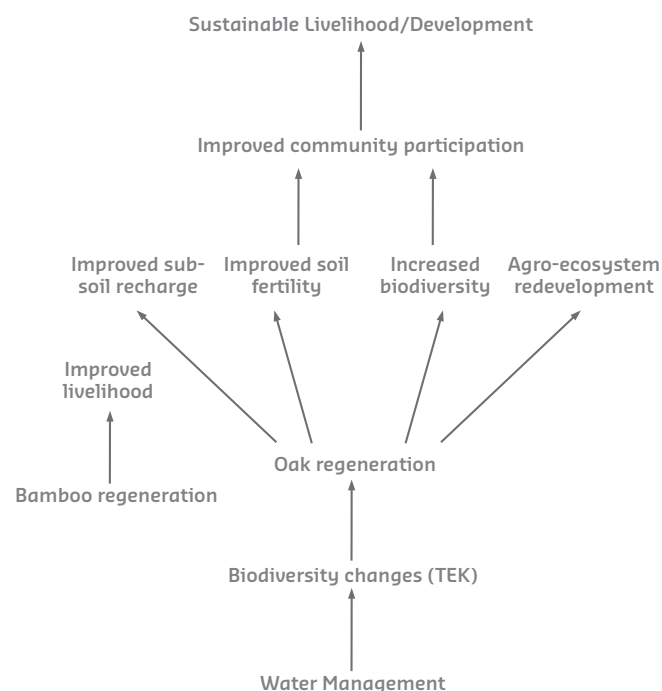 Sustainable Livelihood/Development
Improved community participation
Improved sub-
soil recharge
Improved soil
fertility
Increased
biodiversity
Agro-ecosystem
redevelopment
Improved
livelihood
Oak regeneration
Bamboo regeneration
Biodiversity changes (TEK)
Water Management